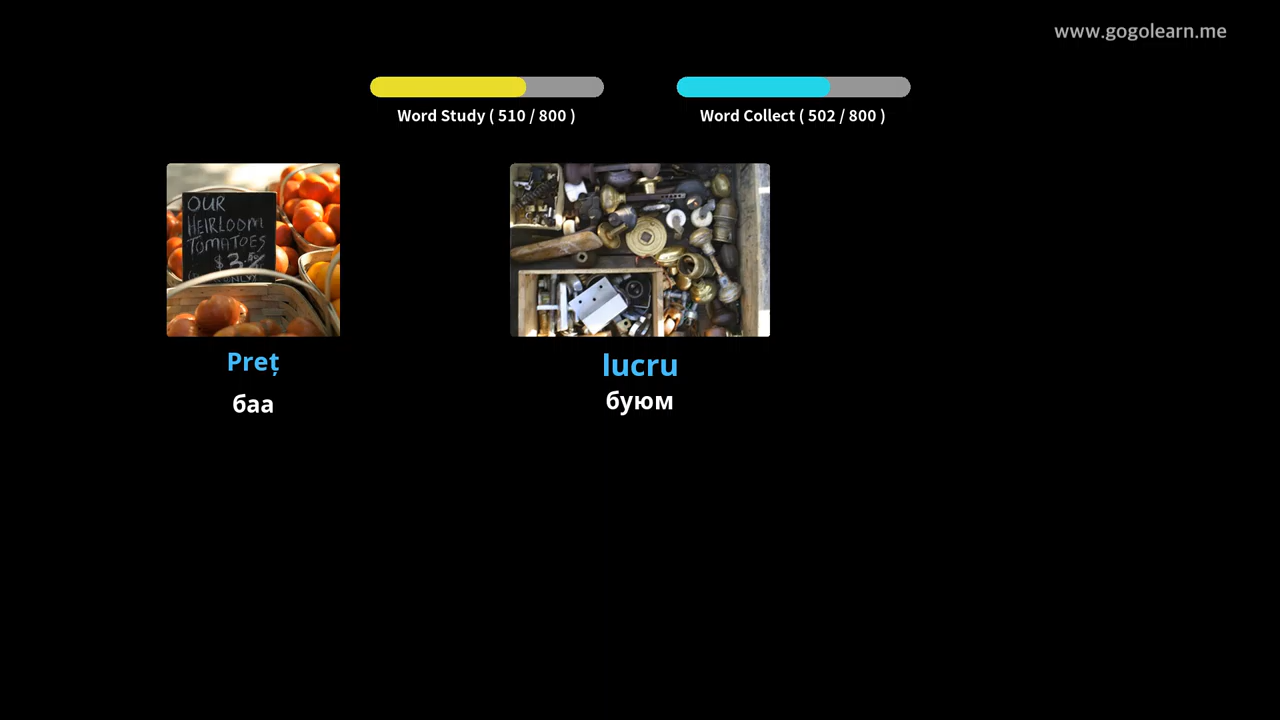 www.gogolearn.me
Word Study ( 510 / 800 )
Word Collect ( 502 / 800 )
OUR
HEIRLOOM
TOMATOES
Preț
баа
lucru
буюм